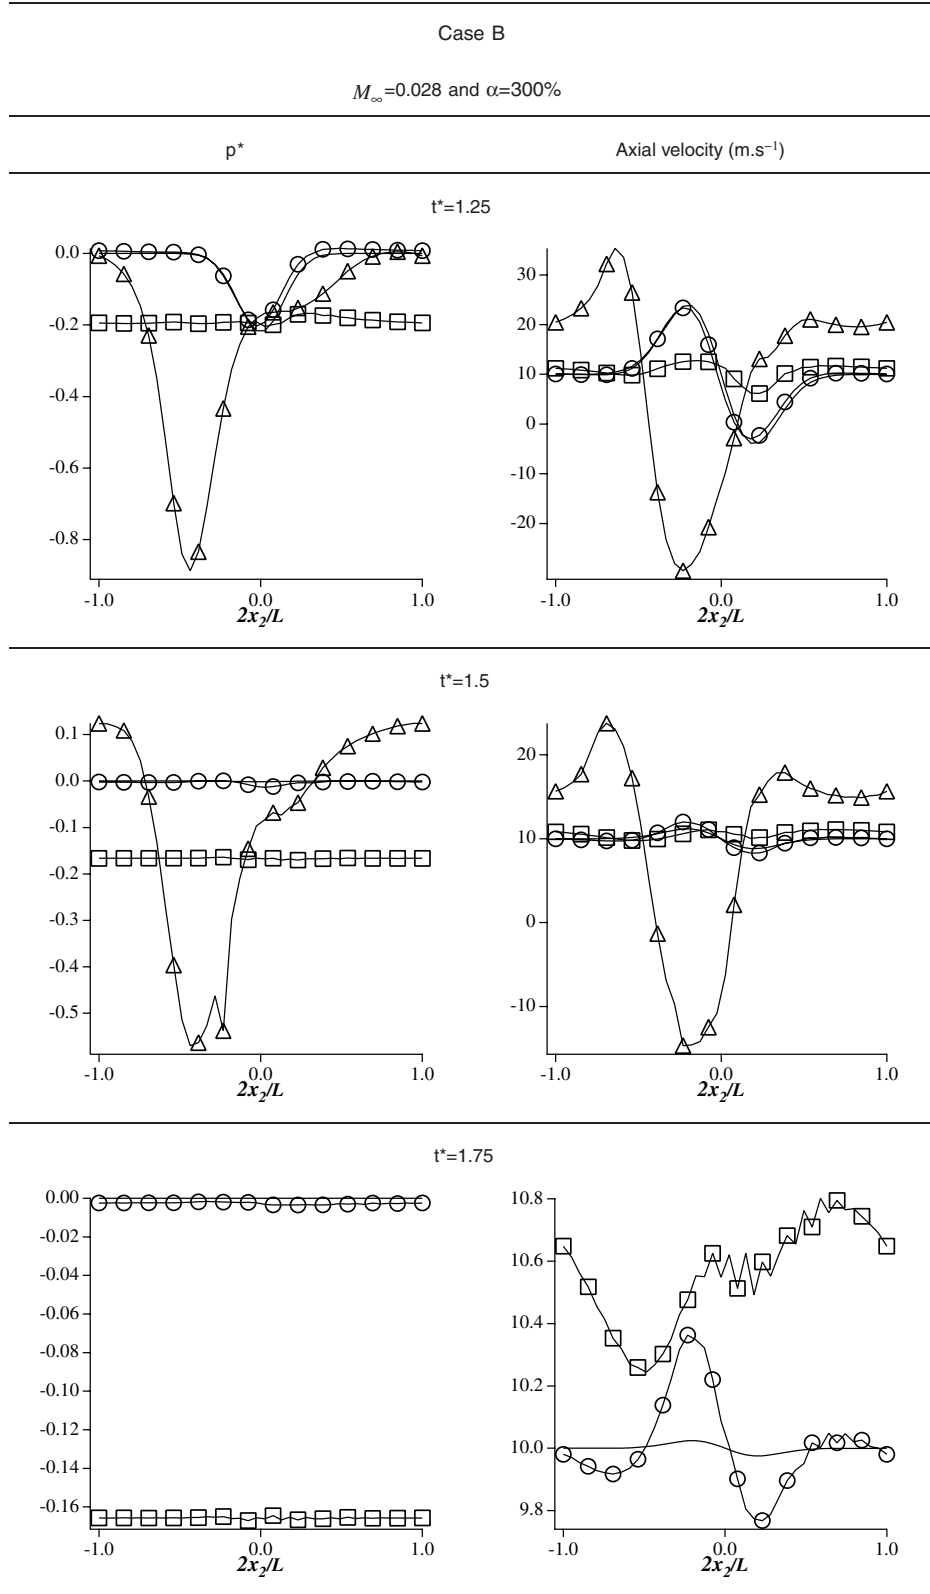 Case B
M∞=0.028 and α=300%
p* Axial velocity (m.s−1)
t*=1.25
0.0
-0.2
-0.4
-0.6
-0.8
-1.0 0.0 1.0
2x2/L
30
20
10
0
-10
-20
-1.0 0.0 1.0
2x2/L
t*=1.5
0.1
0.0
-0.1
-0.2
-0.3
-0.4
-0.5
-1.0 0.0 1.0
2x2/L
20
10
0
-10
-1.0 0.0 1.0
2x2/L
t*=1.75
0.00
-0.02
-0.04
-0.06
-0.08
-0.10
-0.12
-0.14
-0.16
-1.0 0.0 1.0
2x2/L
10.8
10.6
10.4
10.2
10.0
9.8
-1.0 0.0 1.0
2x2/L